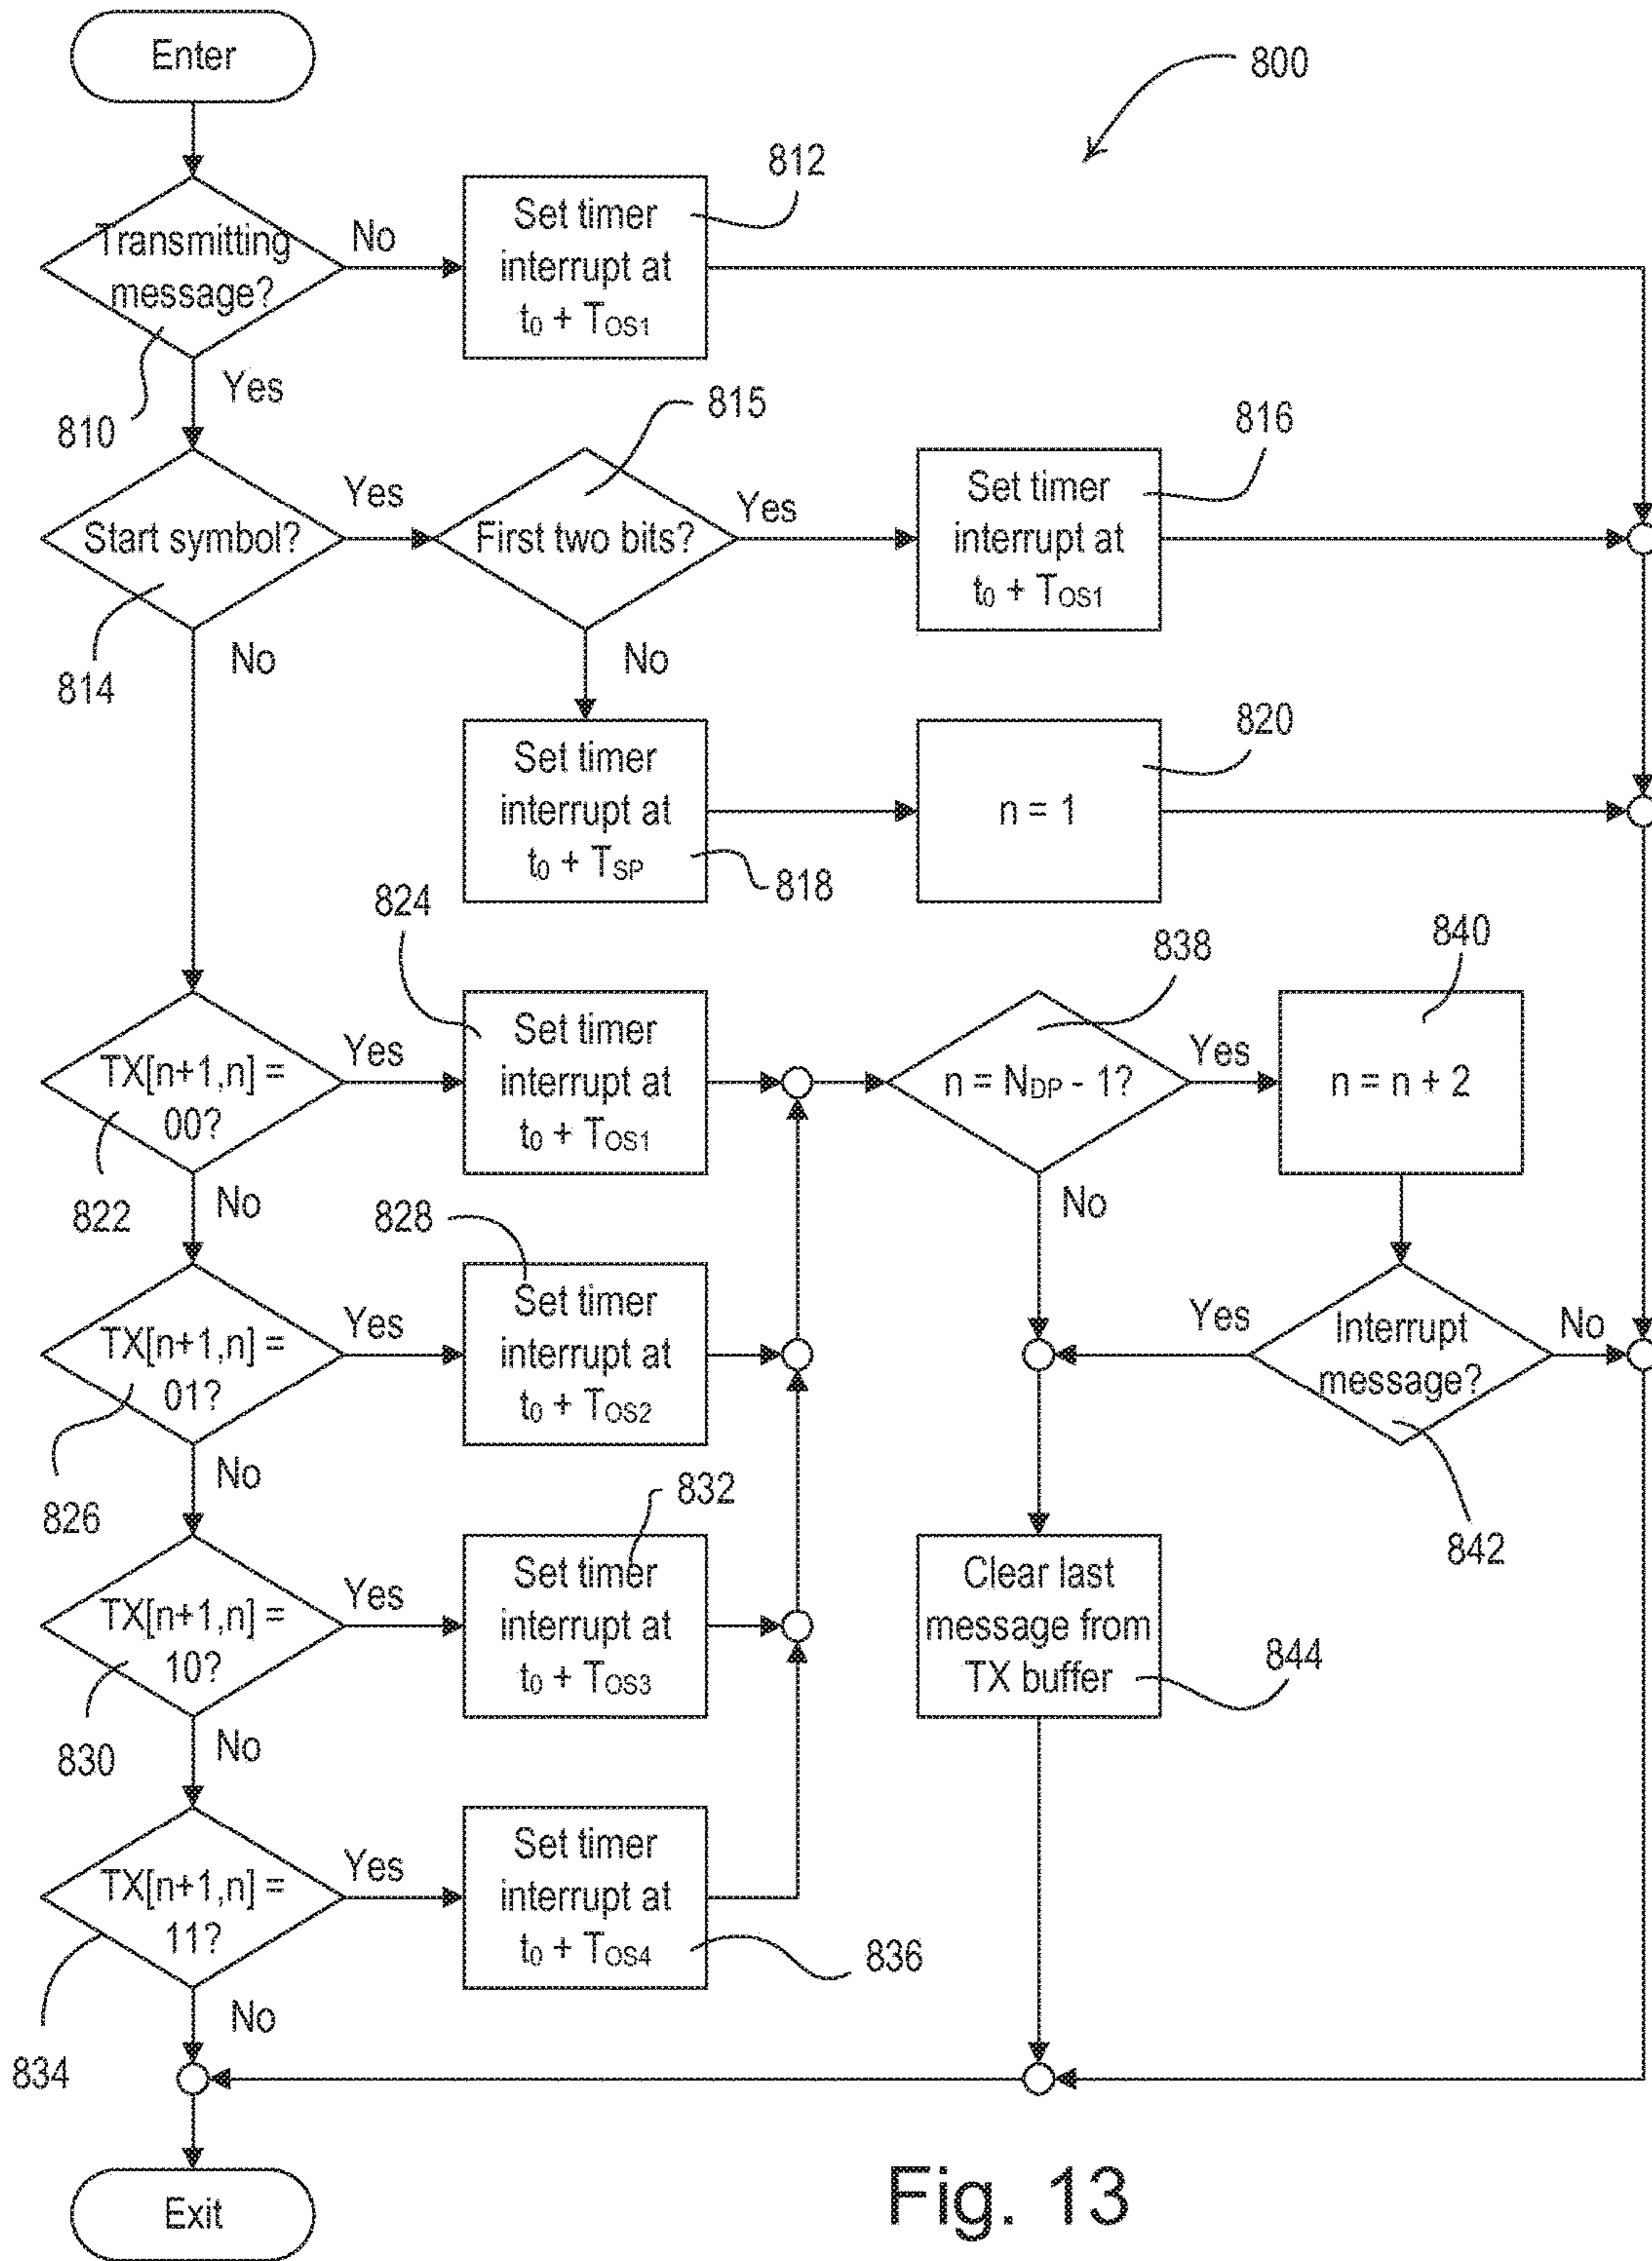 Enter
800
812
Transmitting
message?
No
Set timer
interrupt at
t₀ + TOS1
810
Yes
815
816
Start symbol?
Yes
First two bits?
Yes
Set timer
interrupt at
t₀ + TOS1
814
No
No
820
Set timer
interrupt at
t₀ + TSP
818
n = 1
824
838
840
TX[n+1,n] =
00?
Yes
Set timer
interrupt at
t₀ + TOS1
n = NDP - 1?
Yes
n = n + 2
822
No
828
No
TX[n+1,n] =
01?
Yes
Set timer
interrupt at
t₀ + TOS2
Yes
Interrupt
message?
No
826
No
832
842
TX[n+1,n] =
10?
Yes
Set timer
interrupt at
t₀ + TOS3
Clear last
message from
TX buffer
844
830
No
TX[n+1,n] =
11?
Yes
Set timer
interrupt at
t₀ + TOS4
836
834
No
Exit
Fig. 13